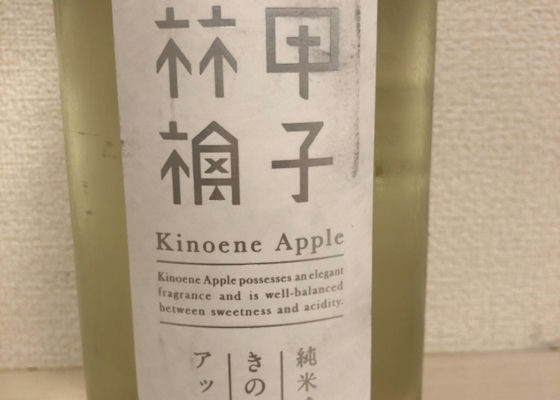 甲子
林檎
Kinoene Apple
Kinoene Apple possesses an elegant
fragrance and is well-balanced
between sweetness and acidity.
純米
きの
アッ